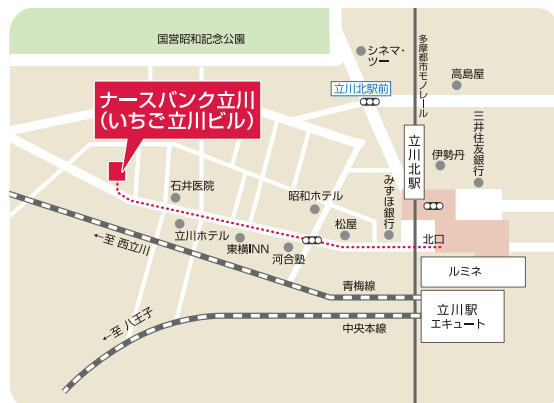 国営昭和記念公園
シネマ・
ツー
多摩都市モノレール
高島屋
立川北駅前
ナースバンク立川
(いちご立川ビル)
三井住友銀行
立川北駅
伊勢丹
石井医院
昭和ホテル
みずほ銀行
立川ホテル
東横INN
河合塾
松屋
北口
←至 西立川
ルミネ
青梅線
立川駅
エキュート
←至 八王子
中央本線